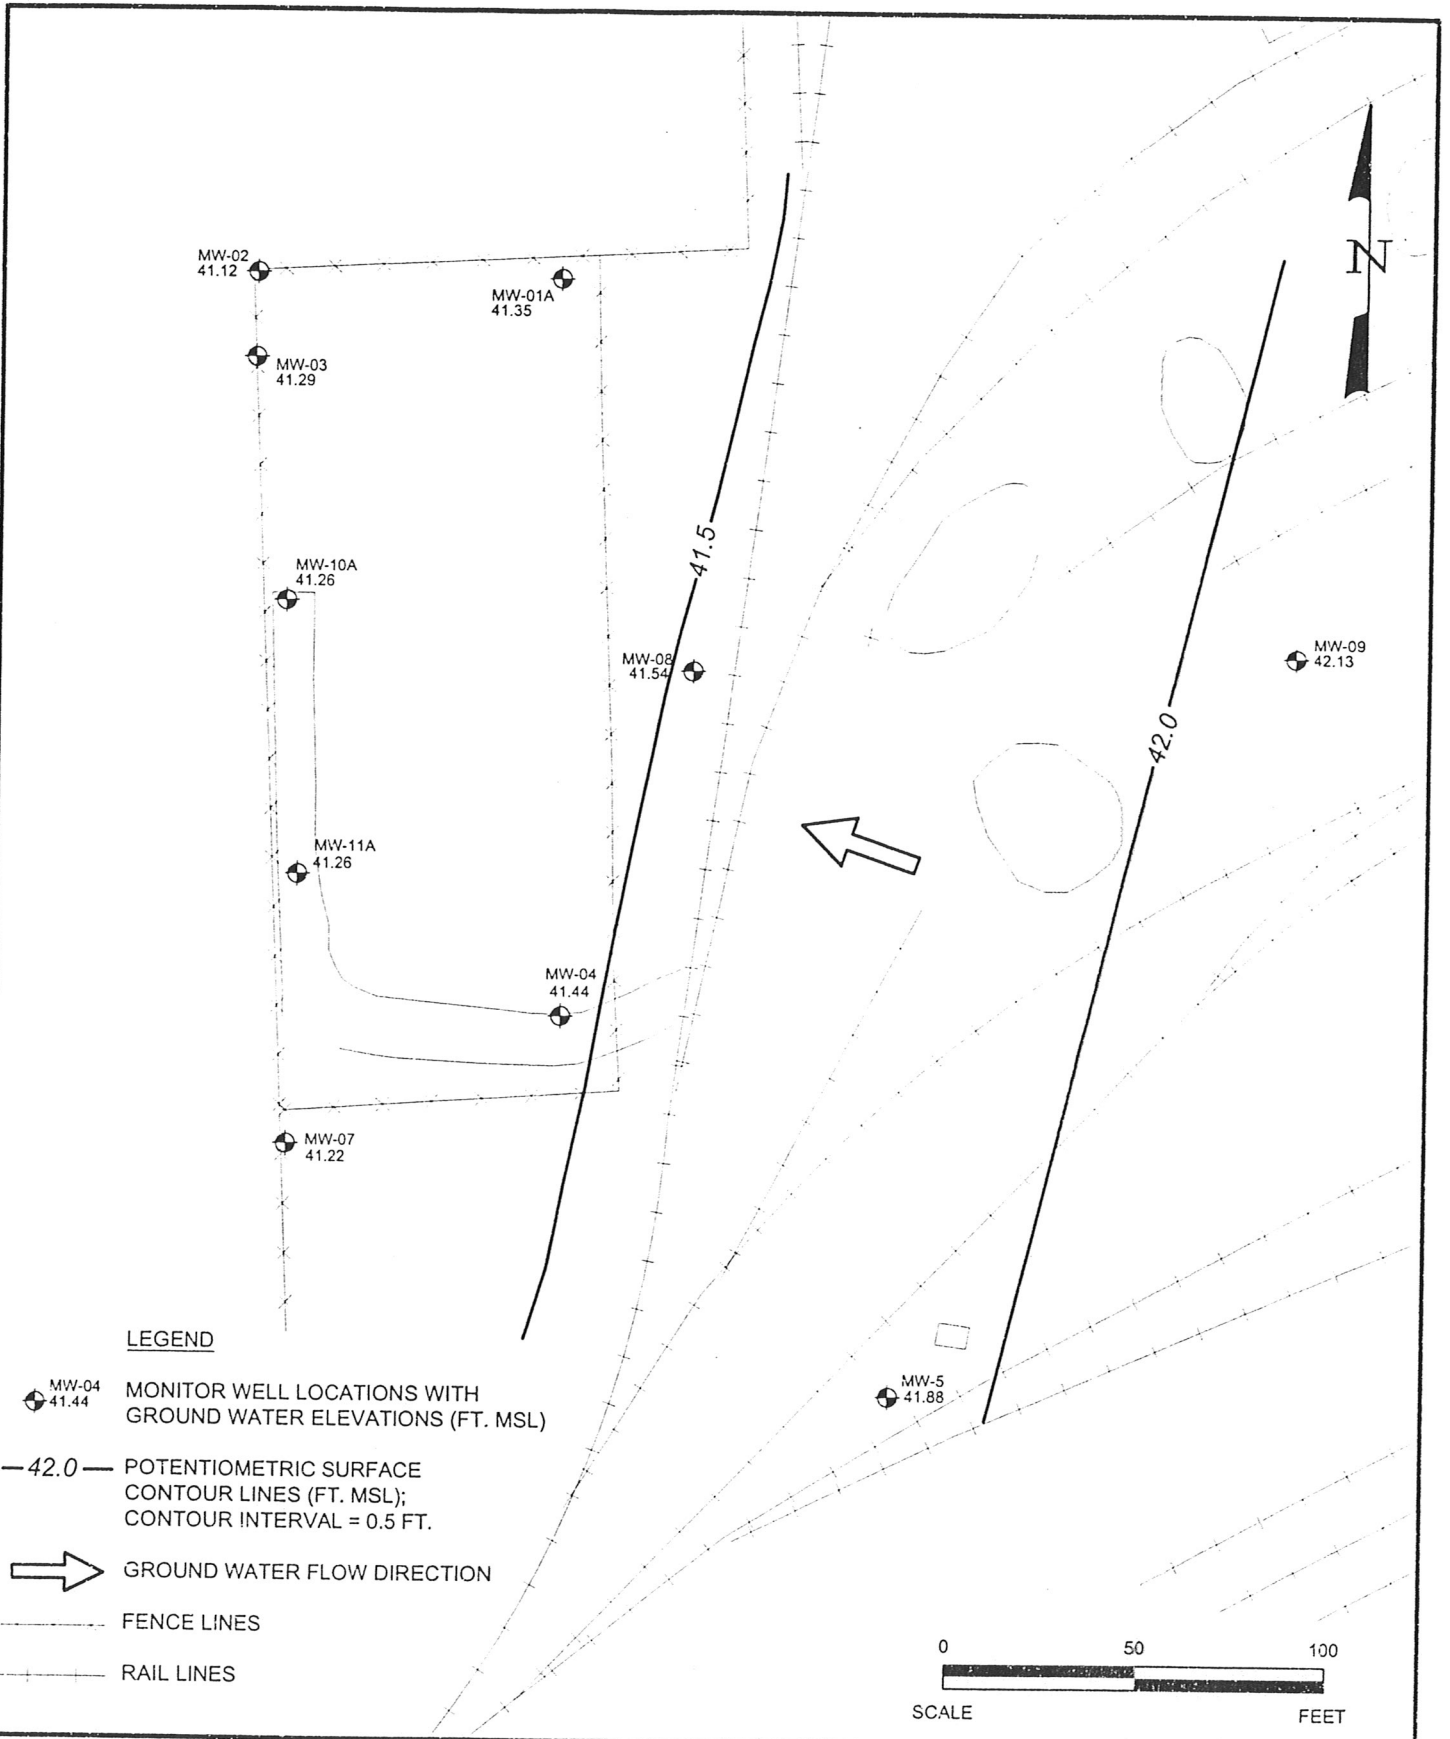 N
MW-02
41.12
MW-01A
41.35
MW-03
41.29
41.5
MW-10A
41.26
MW-08
41.54
MW-09
42.13
42.0
MW-11A
41.26
MW-04
41.44
MW-07
41.22
MW-5
41.88
LEGEND
MW-04
41.44
MONITOR WELL LOCATIONS WITH
GROUND WATER ELEVATIONS (FT. MSL)
42.0
POTENTIOMETRIC SURFACE
CONTOUR LINES (FT. MSL);
CONTOUR INTERVAL = 0.5 FT.
GROUND WATER FLOW DIRECTION
FENCE LINES
RAIL LINES
0 50 100
SCALE FEET